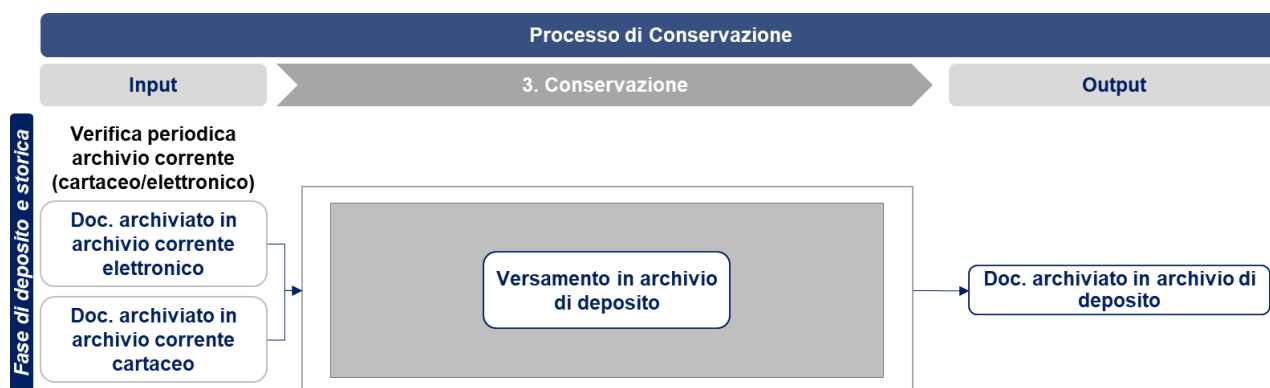 Processo di Conservazione
Input
3. Conservazione
Output
Fase di deposito e storica
Verifica periodica
archivio corrente
(cartaceo/elettronico)
Doc. archiviato in
archivio corrente
elettronico
Doc. archiviato in
archivio corrente
cartaceo
Versamento in archivio
di deposito
Doc. archiviato in archivio di
deposito